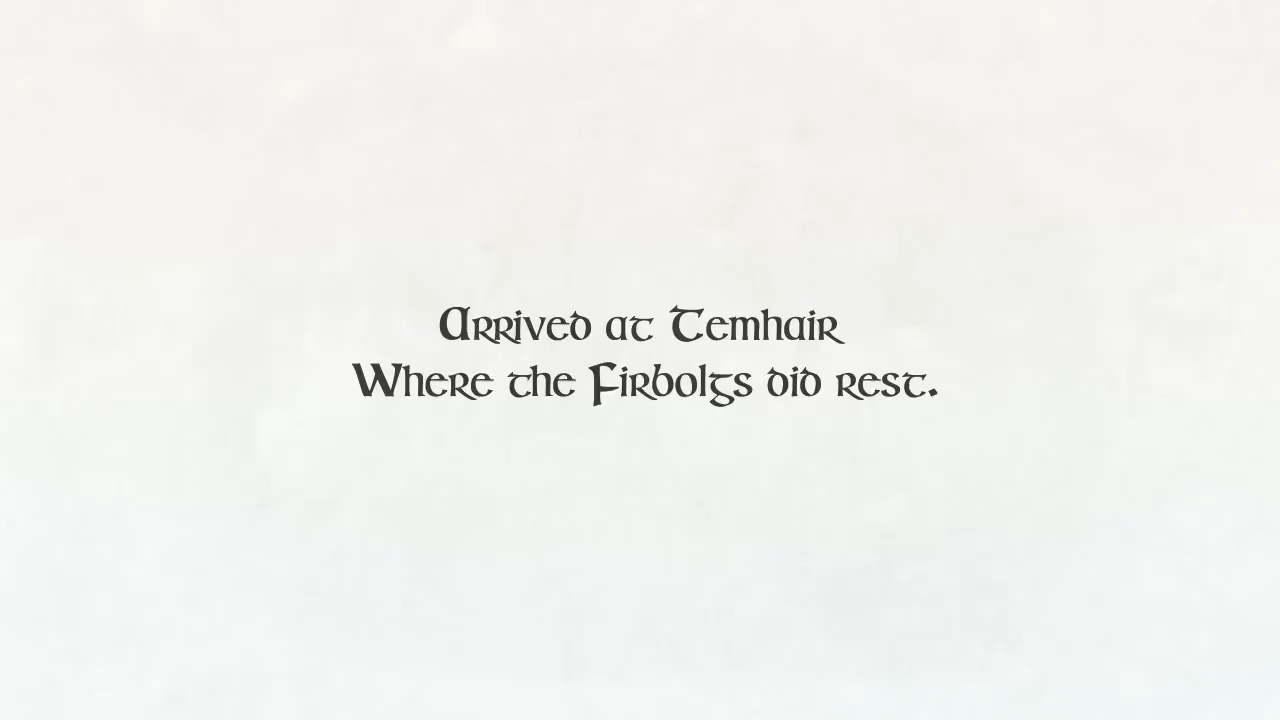 Arrived at Temhair
Where the Firbolgs did rest.